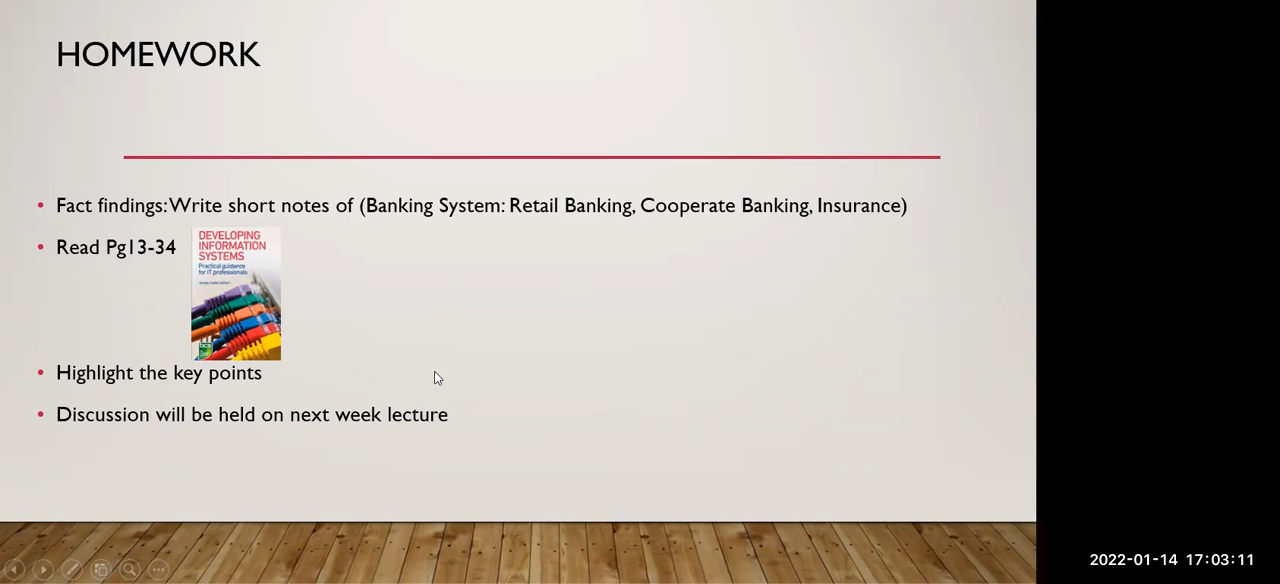 HOMEWORK
Fact findings: Write short notes of (Banking System: Retail Banking, Cooperate Banking, Insurance)
Read Pg13-34
DEVELOPING
INFORMATION
SYSTEMS
Practical guidance
for IT professionals
bcs
Highlight the key points
Discussion will be held on next week lecture
2022-01-14 17:03:11